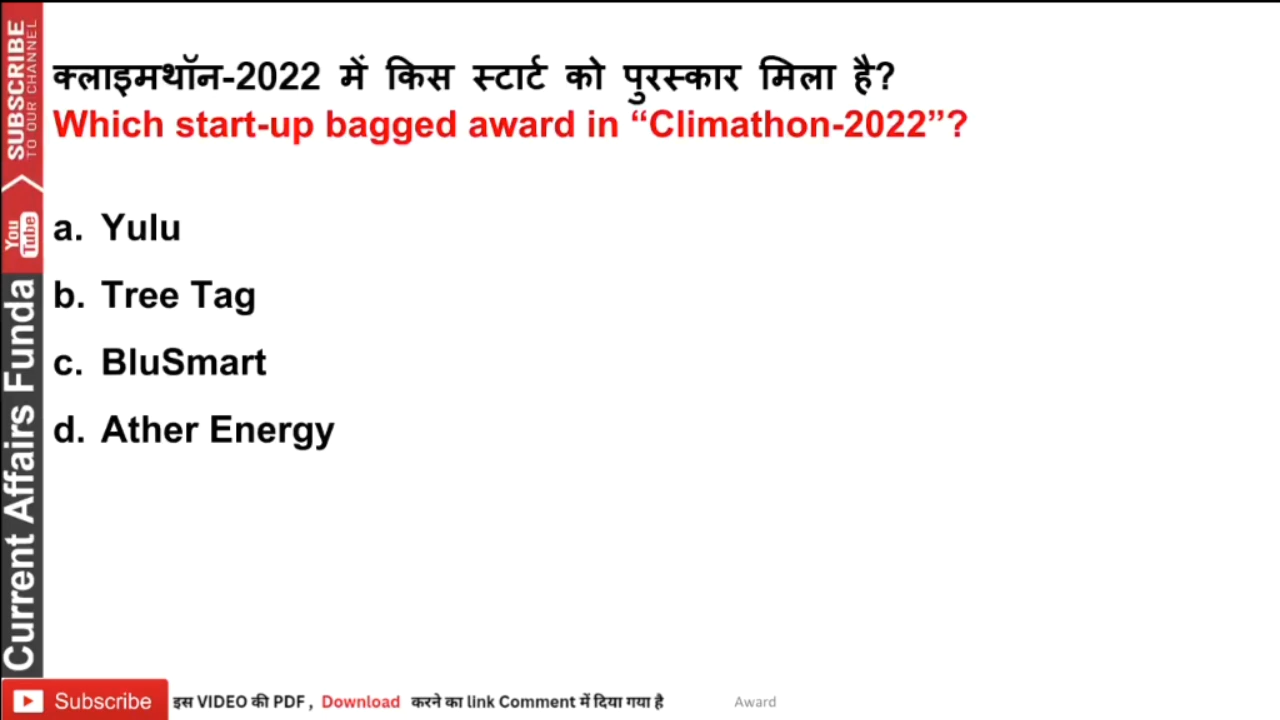 क्लाइमथॉन-2022 में किस स्टार्ट को पुरस्कार मिला है?
Which start-up bagged award in “Climathon-2022”?
a. Yulu
b. Tree Tag
c. BluSmart
d. Ather Energy
SUBSCRIBE
TO OUR CHANNEL
You
Tube
Current Affairs Funda
Subscribe
इस VIDEO की PDF , Download करने का link Comment में दिया गया है
Award